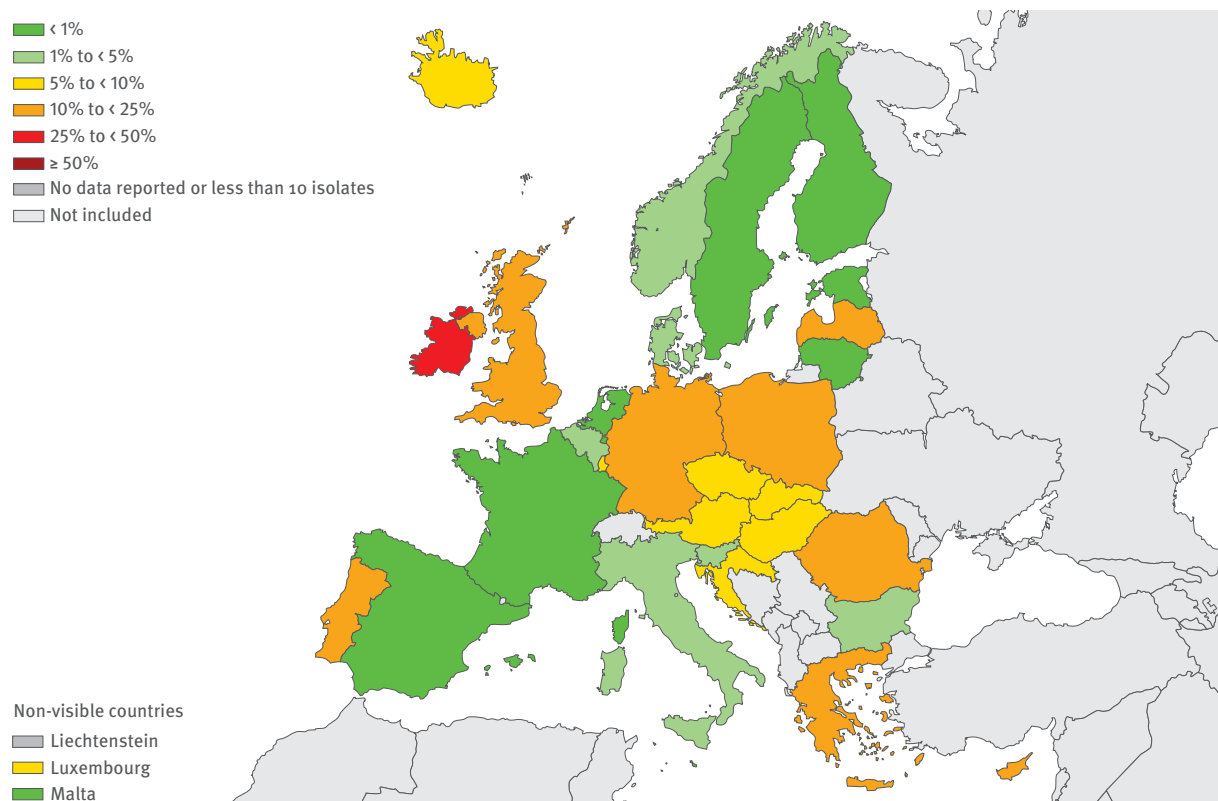 < 1%
1% to < 5%
5% to < 10%
10% to < 25%
25% to < 50%
≥ 50%
No data reported or less than 10 isolates
Not included
Non-visible countries
Liechtenstein
Luxembourg
Malta